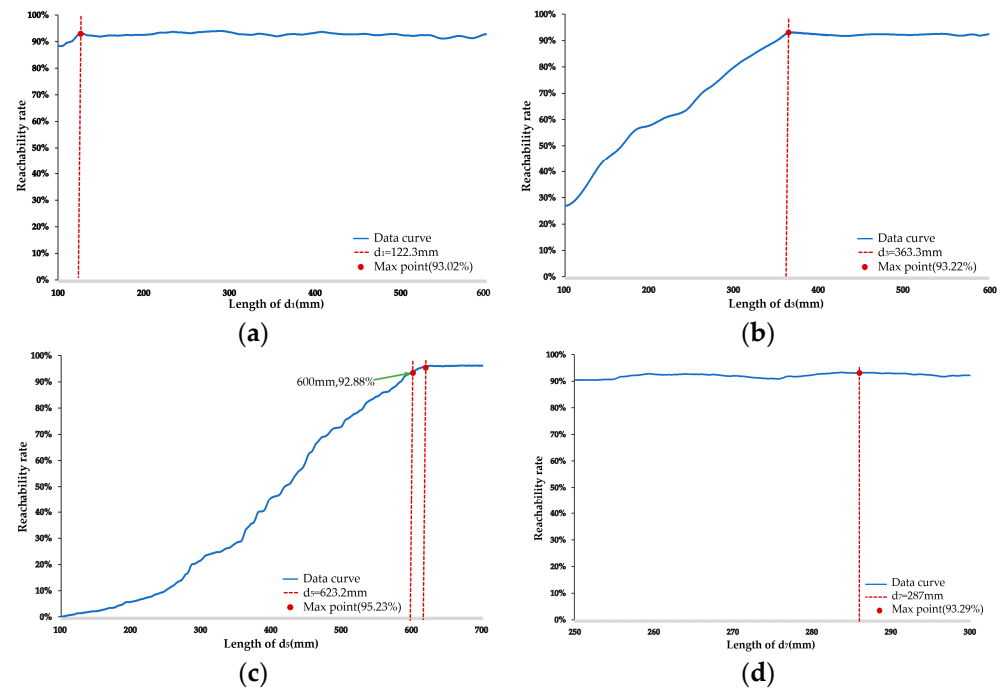 100%
90%
80%
70%
60%
50%
40%
30%
20%
10%
0%
Reachability rate
Data curve
d₁=122.3mm
Max point(93.02%)
100 200 300 400 500 600
Length of d₁(mm)
(a)
100%
90%
80%
70%
60%
50%
40%
30%
20%
10%
0%
Reachability rate
Data curve
d₃=363.3mm
Max point(93.22%)
100 200 300 400 500 600
Length of d₃(mm)
(b)
100%
90%
80%
70%
60%
50%
40%
30%
20%
10%
0%
Reachability rate
600mm,92.88%
Data curve
d₅=623.2mm
Max point(95.23%)
100 200 300 400 500 600 700
Length of d₅(mm)
(c)
100%
90%
80%
70%
60%
50%
40%
30%
20%
10%
0%
Reachability rate
Data curve
d₇=287mm
Max point(93.29%)
250 260 270 280 290 300
Length of d₇(mm)
(d)